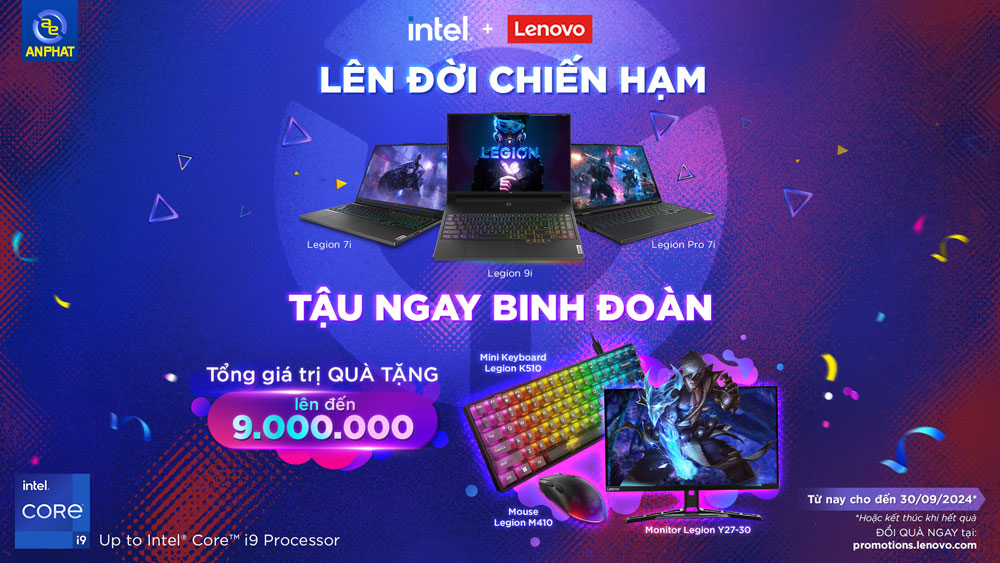 ae
ANPHAT
intel. + Lenovo
LÊN ĐỜI CHIẾN HẠM
LEGION
Legion 7i
Legion 9i
Legion Pro 7i
TẬU NGAY BINH ĐOÀN
Tổng giá trị QUÀ TẶNG
lên đến
9.000.000
Mini Keyboard
Legion K510
Mouse
Legion M410
Monitor Legion Y27-30
intel.
CORE
i9
Up to Intel® Core™ i9 Processor
Từ nay cho đến 30/09/2024*
*Hoặc kết thúc khi hết quà
ĐỔI QUÀ NGAY tại:
promotions.lenovo.com